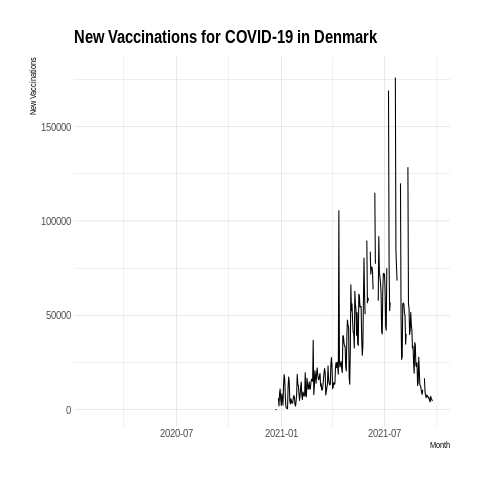 New Vaccinations for COVID-19 in Denmark
New Vaccinations
150000
100000
50000
0
2020-07
2021-01
2021-07
Month